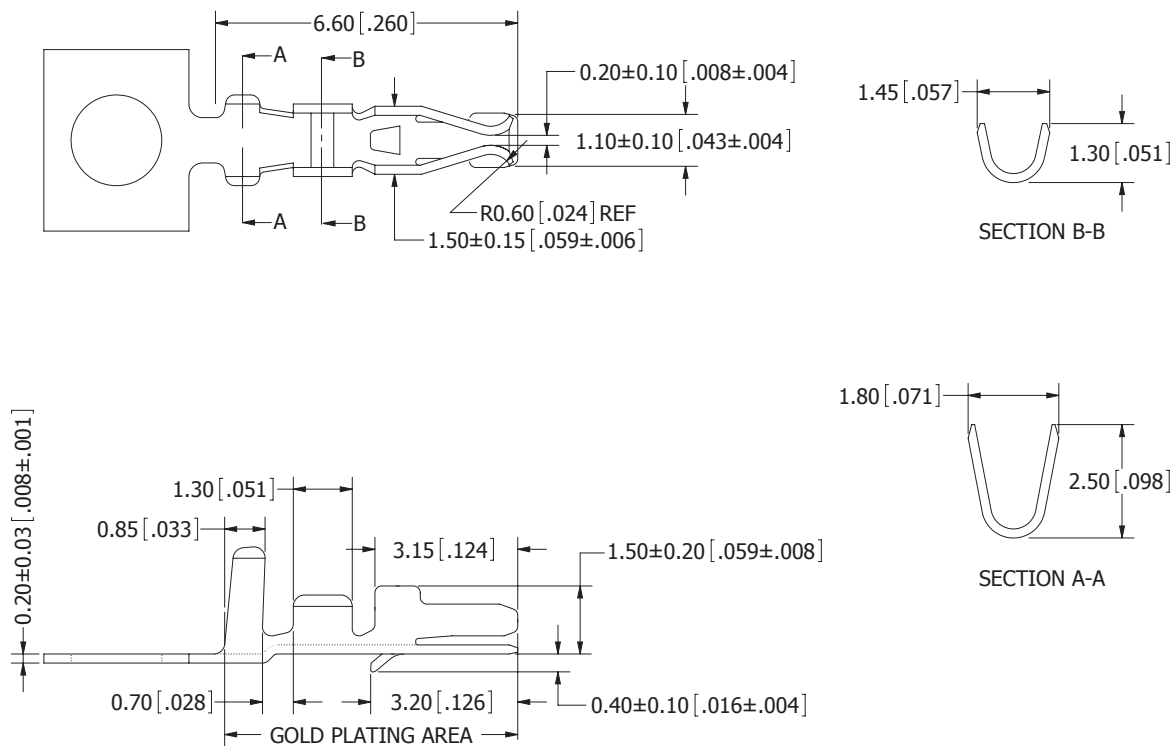 6.60[.260]
A
B
0.20±0.10[.008±.004]
1.10±0.10[.043±.004]
A
B
R0.60[.024]REF
1.50±0.15[.059±.006]
1.45[.057]
1.30[.051]
SECTION B-B
1.80[.071]
2.50[.098]
SECTION A-A
0.20±0.03[.008±.001]
1.30[.051]
0.85[.033]
3.15[.124]
1.50±0.20[.059±.008]
0.70[.028]
3.20[.126]
0.40±0.10[.016±.004]
GOLD PLATING AREA